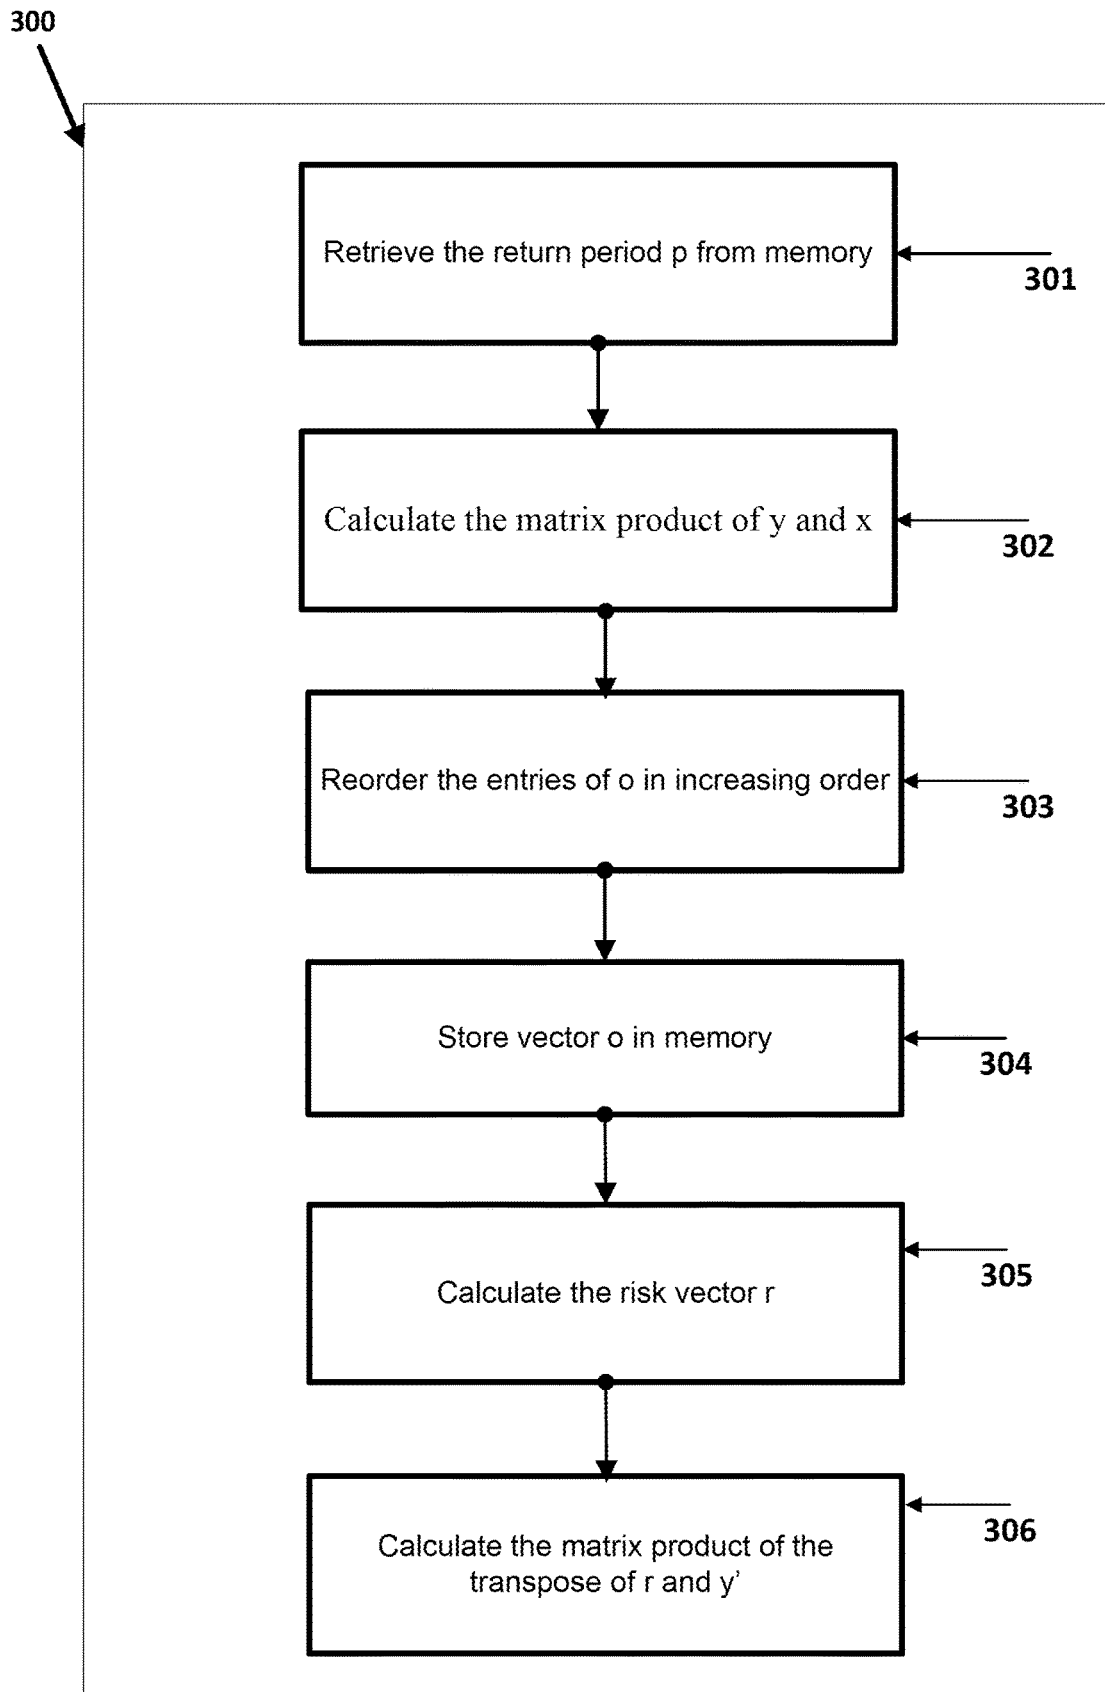 300
Retrieve the return period p from memory
301
Calculate the matrix product of y and x
302
Reorder the entries of o in increasing order
303
Store vector o in memory
304
Calculate the risk vector r
305
Calculate the matrix product of the
transpose of r and y'
306